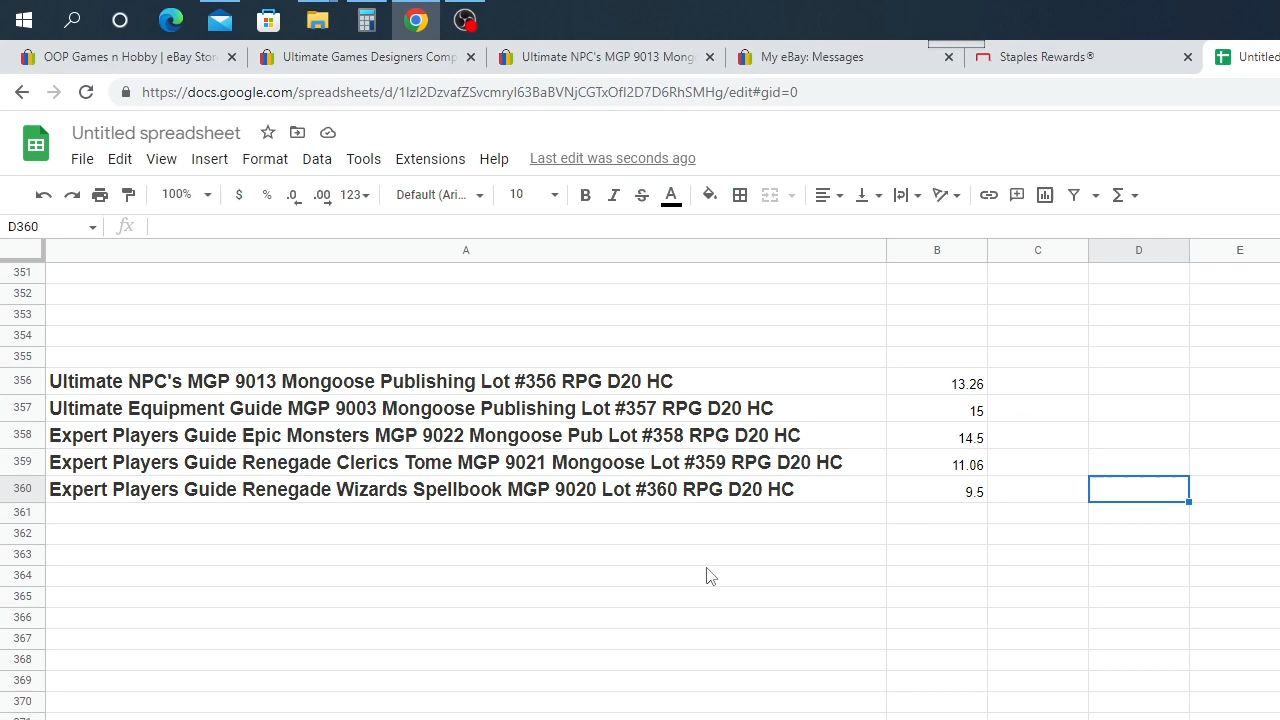 OOP Games n Hobby | eBay Stor
Ultimate Games Designers Comp
Ultimate NPC's MGP 9013 Mong
My eBay: Messages
Staples Rewards®
Untitled
https://docs.google.com/spreadsheets/d/1IzI2DzvafZSvcmryI63BaBVNjCGTxOfI2D7D6RhSMHg/edit#gid=0
Untitled spreadsheet
File Edit View Insert Format Data Tools Extensions Help Last edit was seconds ago
100% $ % .0 .00 123 Default (Ari... 10 B I S A
D360 fx
A B C D E
351
352
353
354
355
356 Ultimate NPC's MGP 9013 Mongoose Publishing Lot #356 RPG D20 HC 13.26
357 Ultimate Equipment Guide MGP 9003 Mongoose Publishing Lot #357 RPG D20 HC 15
358 Expert Players Guide Epic Monsters MGP 9022 Mongoose Pub Lot #358 RPG D20 HC 14.5
359 Expert Players Guide Renegade Clerics Tome MGP 9021 Mongoose Lot #359 RPG D20 HC 11.06
360 Expert Players Guide Renegade Wizards Spellbook MGP 9020 Lot #360 RPG D20 HC 9.5
361
362
363
364
365
366
367
368
369
370